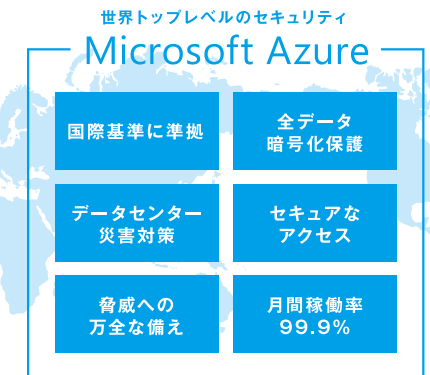 世界トップレベルのセキュリティ
Microsoft Azure
国際基準に準拠
全データ
暗号化保護
データセンター
災害対策
セキュアな
アクセス
脅威への
万全な備え
月間稼働率
99.9%